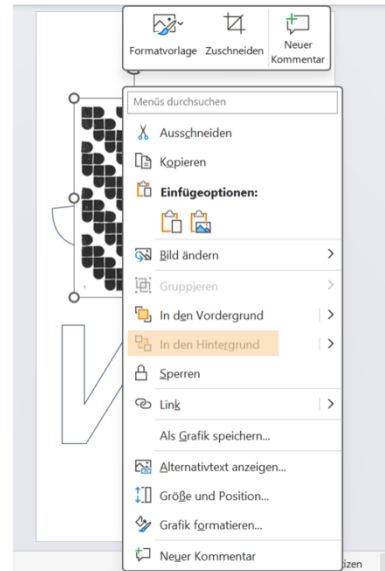 Formatvorlage
Zuschneiden
Neuer
Kommentar
Menüs durchsuchen
Ausschneiden
Kopieren
Einfügeoptionen:
Bild ändern
Gruppieren
In den Vordergrund
In den Hintergrund
Sperren
Link
Als Grafik speichern...
Alternativtext anzeigen...
Größe und Position...
Grafik formatieren...
Neuer Kommentar
izen